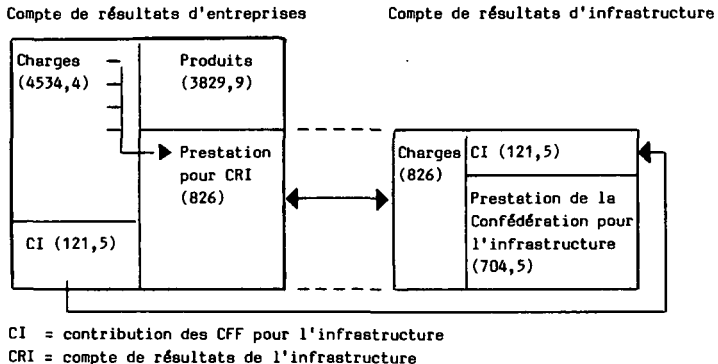 Compte de résultats d'entreprises
Compte de résultats d'infrastructure
Charges
(4534,4)
Produits
(3829,9)
Prestation
pour CRI
(826)
CI (121,5)
Charges
(826)
CI (121,5)
Prestation de la
Confédération pour
l'infrastructure
(704,5)
CI = contribution des CFF pour l'infrastructure
CRI = compte de résultats de l'infrastructure